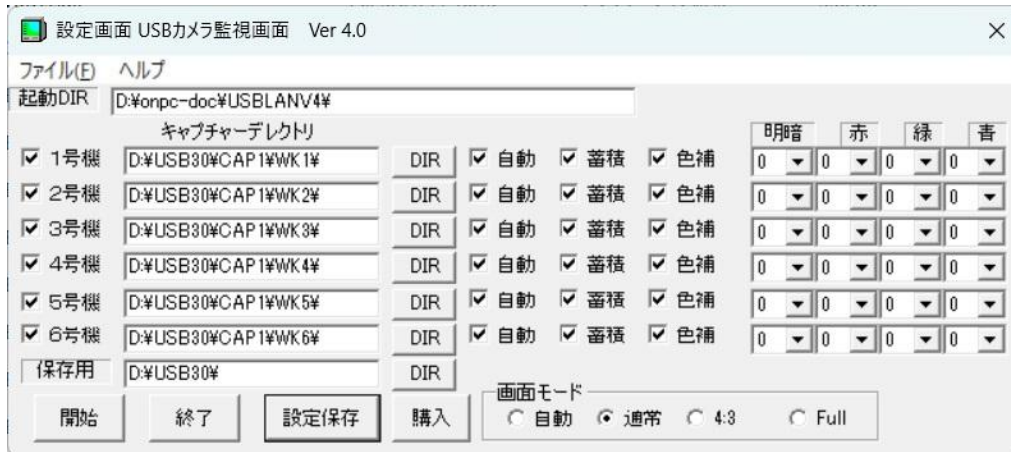 設定画面 USBカメラ監視画面 Ver 4.0
ファイル(F) ヘルプ
起動DIR D:¥onpc-doc¥USBLANV4¥
キャプチャーデレクトリ 明暗 赤 緑 青
1号機 D:¥USB30¥CAP1¥WK1¥ DIR 自動 蓄積 色補 0 0 0 0
2号機 D:¥USB30¥CAP1¥WK2¥ DIR 自動 蓄積 色補 0 0 0 0
3号機 D:¥USB30¥CAP1¥WK3¥ DIR 自動 蓄積 色補 0 0 0 0
4号機 D:¥USB30¥CAP1¥WK4¥ DIR 自動 蓄積 色補 0 0 0 0
5号機 D:¥USB30¥CAP1¥WK5¥ DIR 自動 蓄積 色補 0 0 0 0
6号機 D:¥USB30¥CAP1¥WK6¥ DIR 自動 蓄積 色補 0 0 0 0
保存用 D:¥USB30¥ DIR
画面モード
開始 終了 設定保存 購入 自動 通常 4:3 Full